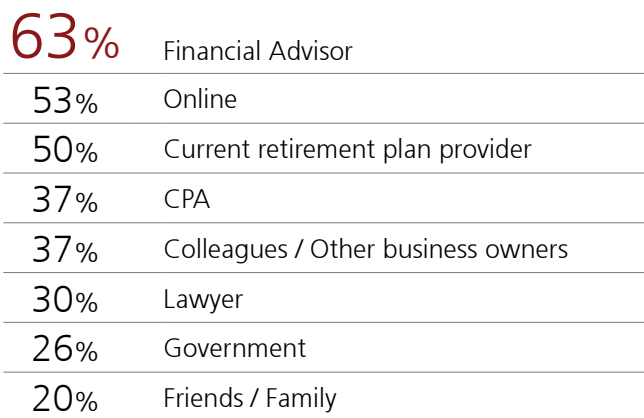 63% Financial Advisor
53% Online
50% Current retirement plan provider
37% CPA
37% Colleagues / Other business owners
30% Lawyer
26% Government
20% Friends / Family